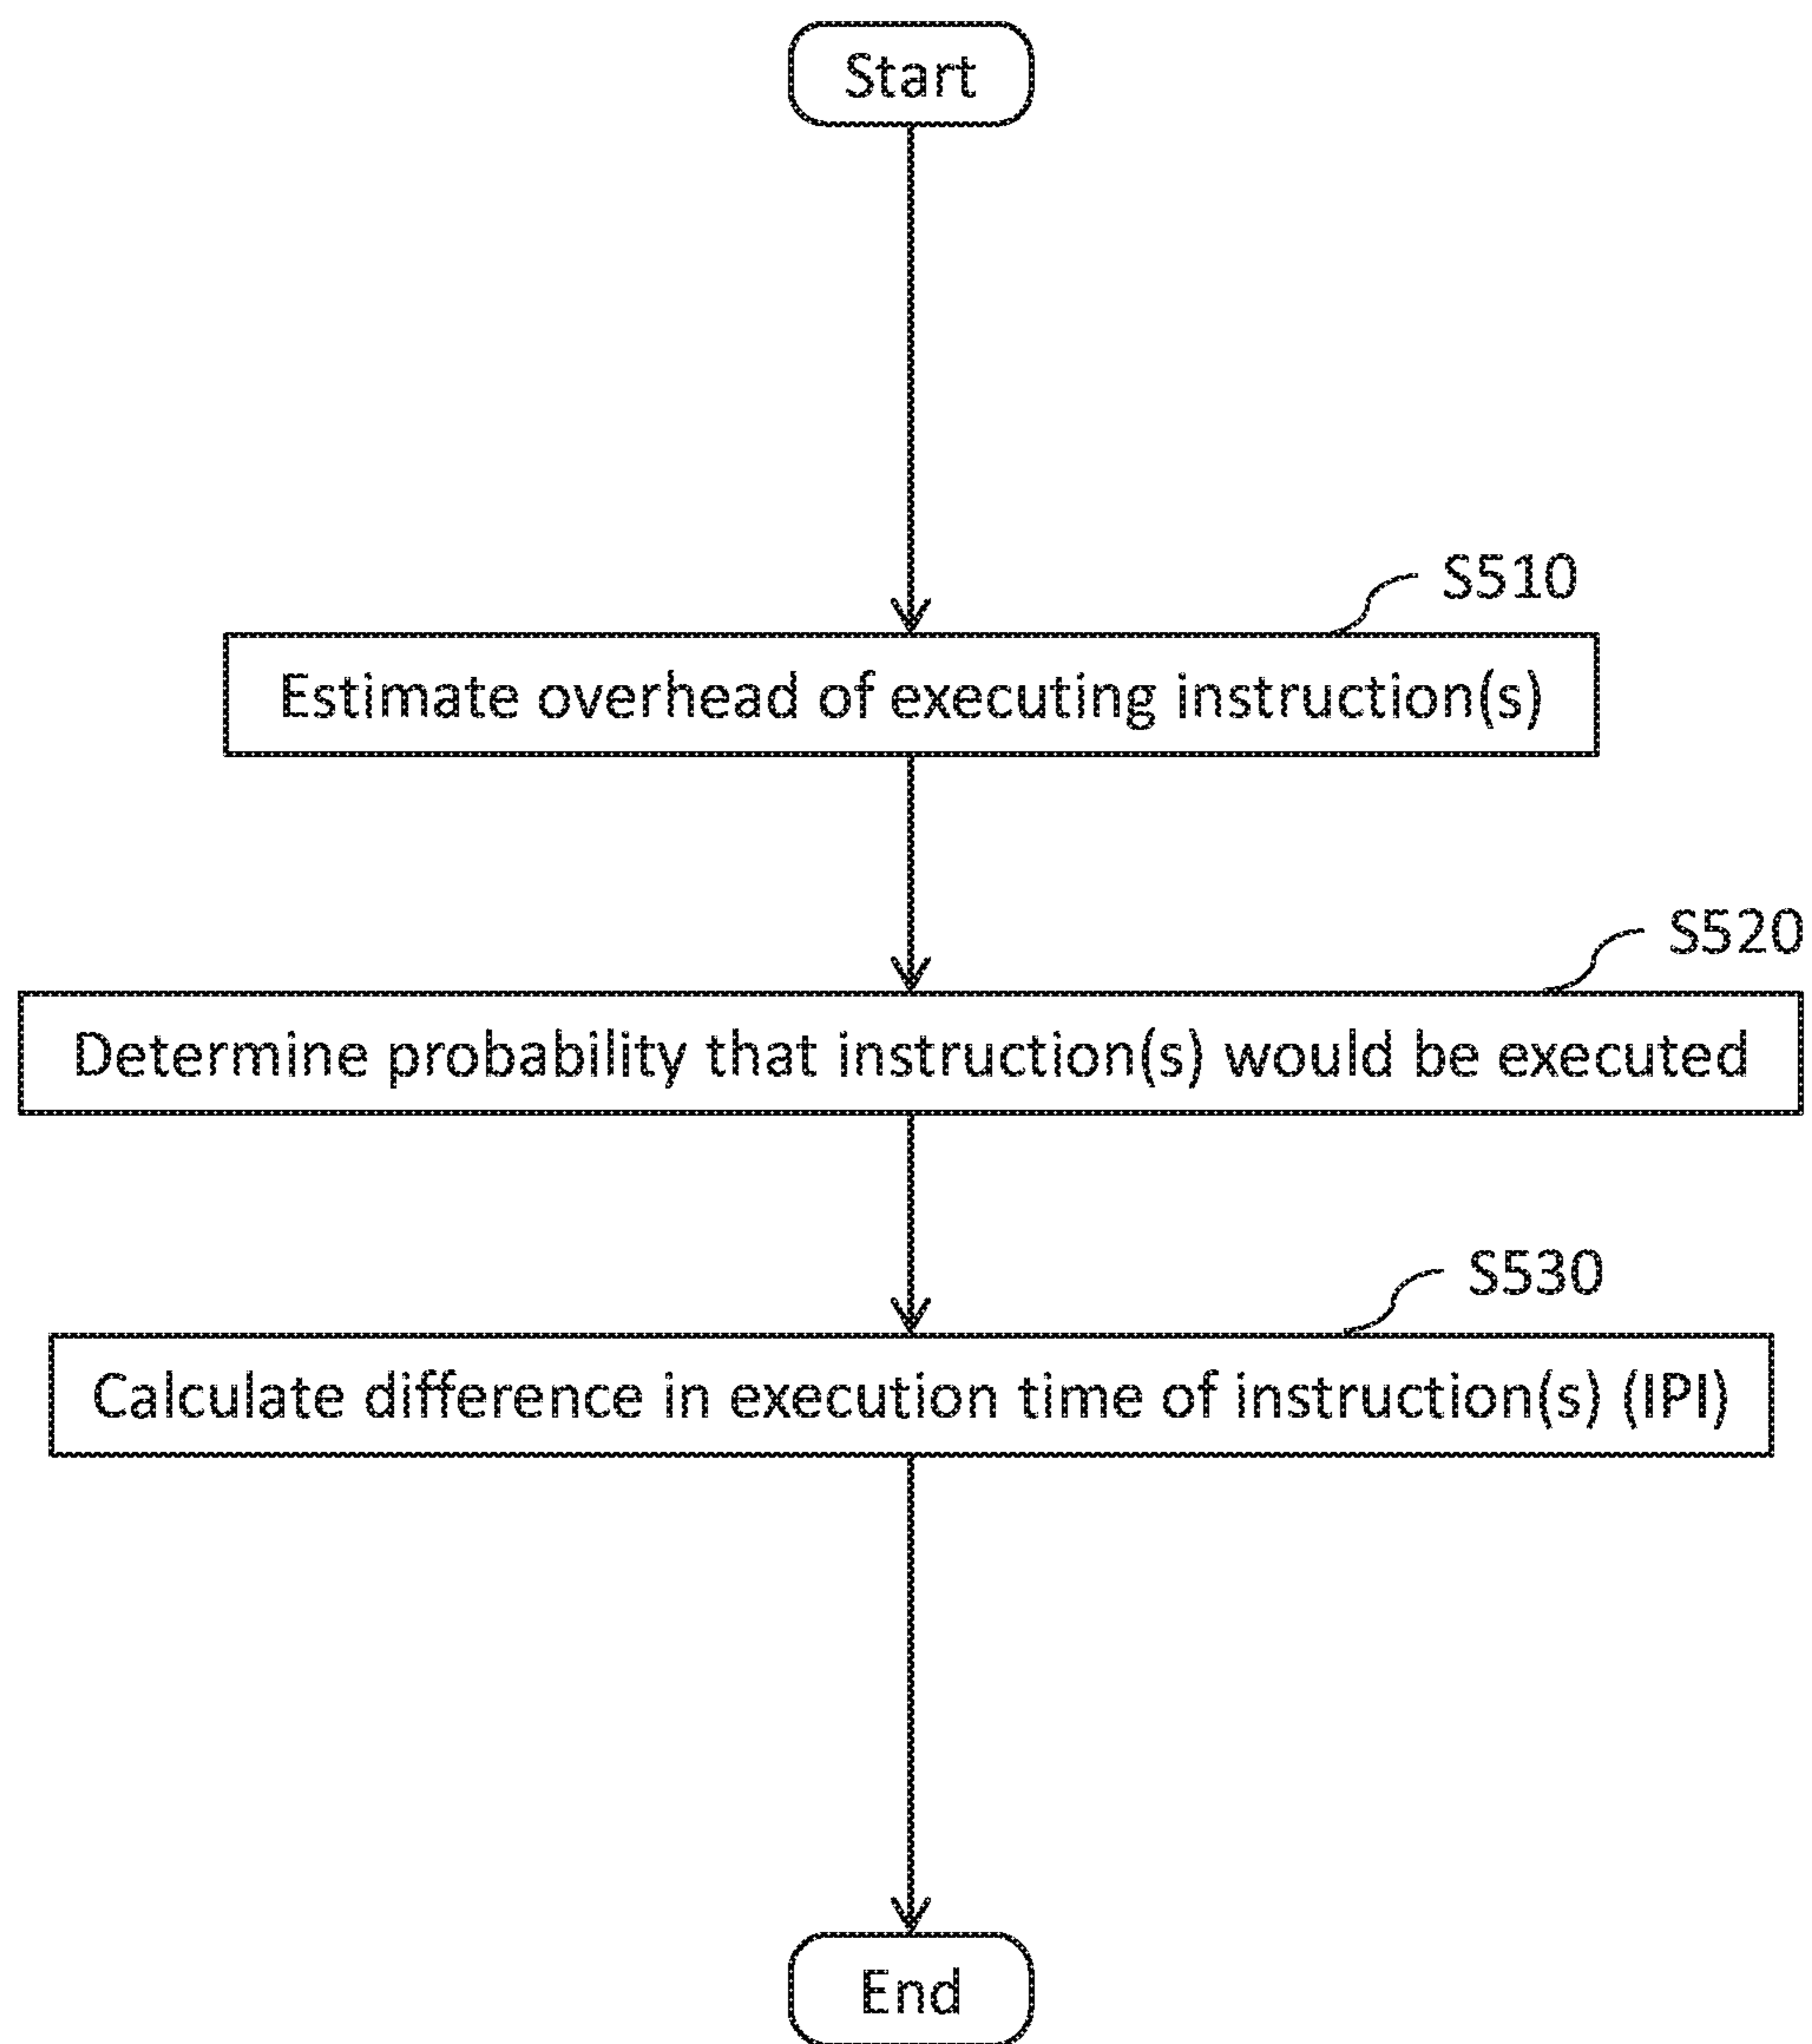 Start
S510
Estimate overhead of executing instruction(s)
S520
Determine probability that instruction(s) would be executed
S530
Calculate difference in execution time of instruction(s) (IPI)
End